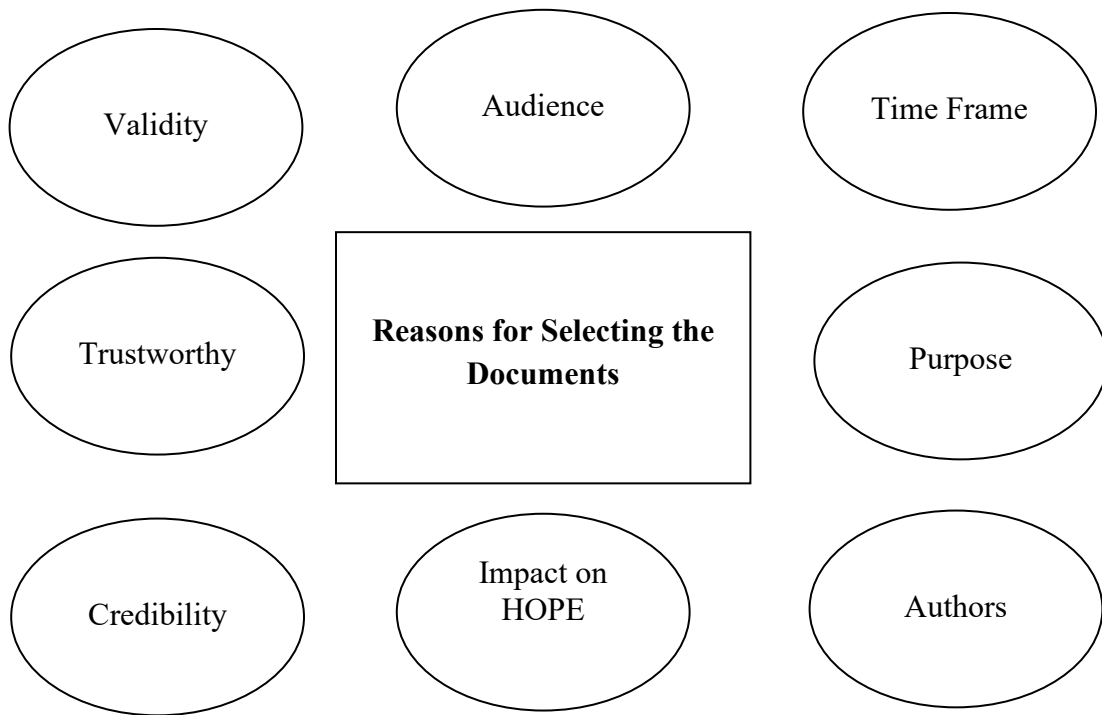 Validity
Audience
Time Frame
Trustworthy
Reasons for Selecting the
Documents
Purpose
Credibility
Impact on
HOPE
Authors